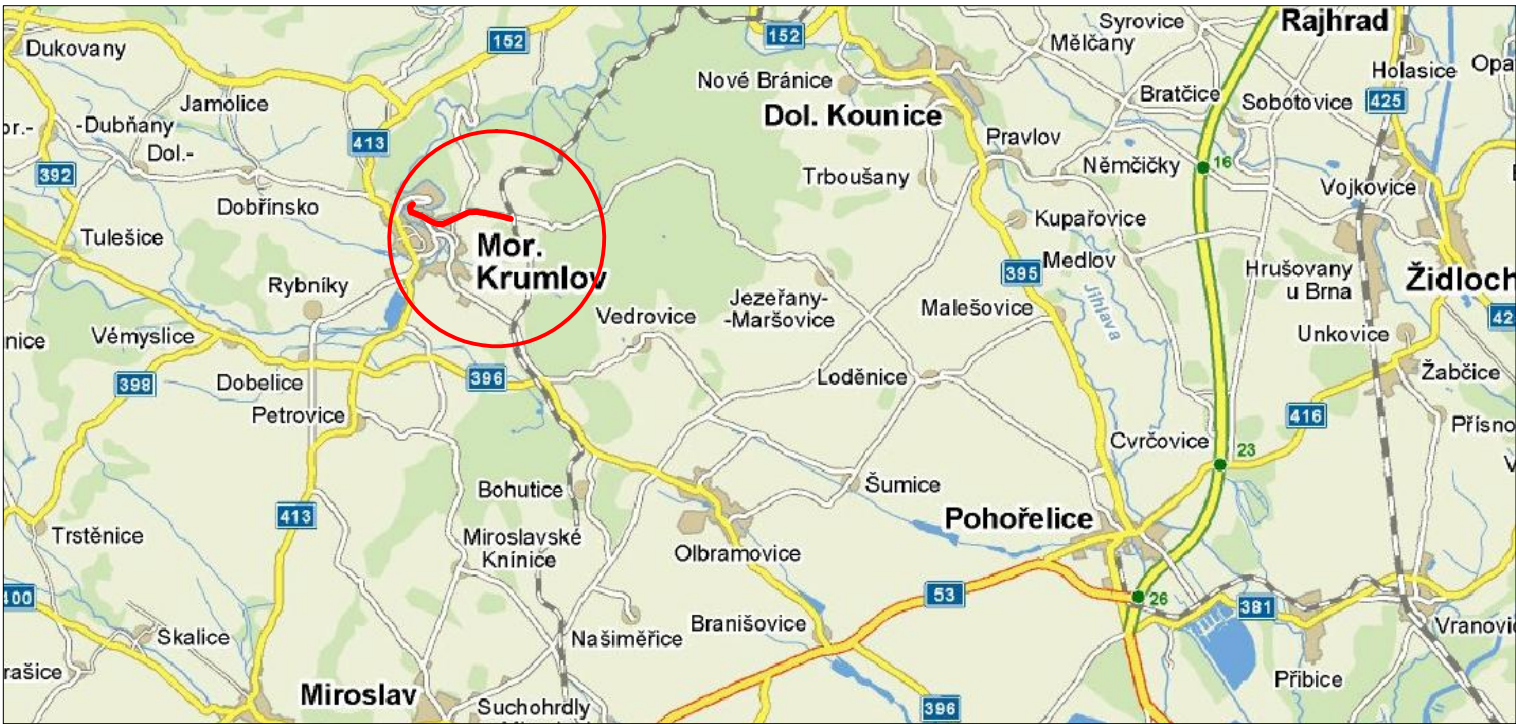 Syrovice
Rajhrad
Dukovany
152
152
Mělčany
Nové Bránice
Holasice
Opa
Jamolice
Dol. Kounice
Bratčice
Sobotovice
425
or.-
-Dubňany
Dol.-
413
Pravlov
392
Trboušany
Němčičky
16
Vojkovice
Dobřínsko
Kupařovice
Tulešice
Mor.
Krumlov
395
Medlov
Hrušovany
u Brna
Židloch
Rybníky
Jezeřany-
-Maršovice
Jihlava
Vedrovice
Malešovice
42
nice
Vémyslice
Unkovice
398
Dobelice
396
Loděnice
Žabčice
Petrovice
416
Přísno
Cvrčovice
23
V
Bohutice
Šumice
413
Pohořelice
Trstěnice
Miroslavské
Knínice
Olbramovice
400
53
26
381
Skalice
Našiměřice
Branišovice
Vranovi
rašice
Miroslav
Suchohrdly
Přibice
396